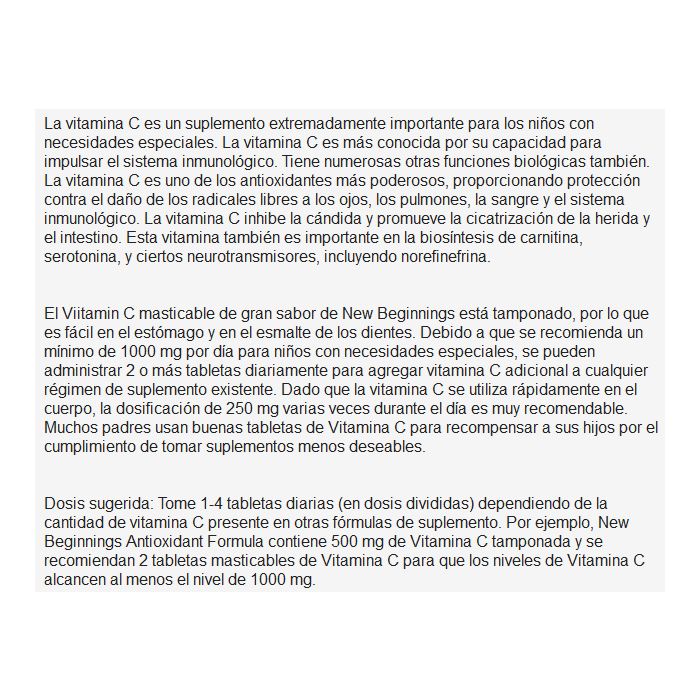 La vitamina C es un suplemento extremadamente importante para los niños con
necesidades especiales. La vitamina C es más conocida por su capacidad para
impulsar el sistema inmunológico. Tiene numerosas otras funciones biológicas también.
La vitamina C es uno de los antioxidantes más poderosos, proporcionando protección
contra el daño de los radicales libres a los ojos, los pulmones, la sangre y el sistema
inmunológico. La vitamina C inhibe la cándida y promueve la cicatrización de la herida y
el intestino. Esta vitamina también es importante en la biosíntesis de carnitina,
serotonina, y ciertos neurotransmisores, incluyendo norefinefrina.
El Viitamin C masticable de gran sabor de New Beginnings está tamponado, por lo que
es fácil en el estómago y en el esmalte de los dientes. Debido a que se recomienda un
mínimo de 1000 mg por día para niños con necesidades especiales, se pueden
administrar 2 o más tabletas diariamente para agregar vitamina C adicional a cualquier
régimen de suplemento existente. Dado que la vitamina C se utiliza rápidamente en el
cuerpo, la dosificación de 250 mg varias veces durante el día es muy recomendable.
Muchos padres usan buenas tabletas de Vitamina C para recompensar a sus hijos por el
cumplimiento de tomar suplementos menos deseables.
Dosis sugerida: Tome 1-4 tabletas diarias (en dosis divididas) dependiendo de la
cantidad de vitamina C presente en otras fórmulas de suplemento. Por ejemplo, New
Beginnings Antioxidant Formula contiene 500 mg de Vitamina C tamponada y se
recomiendan 2 tabletas masticables de Vitamina C para que los niveles de Vitamina C
alcancen al menos el nivel de 1000 mg.